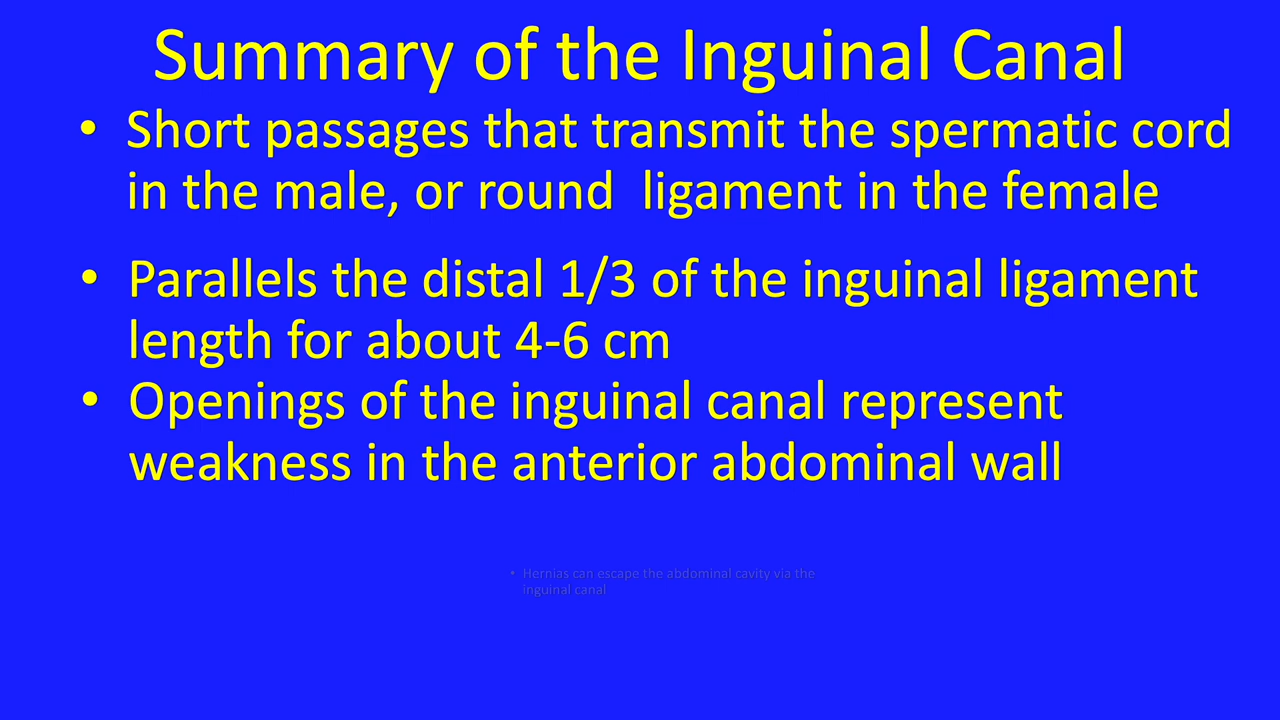 Summary of the Inguinal Canal
• Short passages that transmit the spermatic cord
in the male, or round  ligament in the female
• Parallels the distal 1/3 of the inguinal ligament
length for about 4-6 cm
• Openings of the inguinal canal represent
weakness in the anterior abdominal wall
• Hernias can escape the abdominal cavity via the
inguinal canal